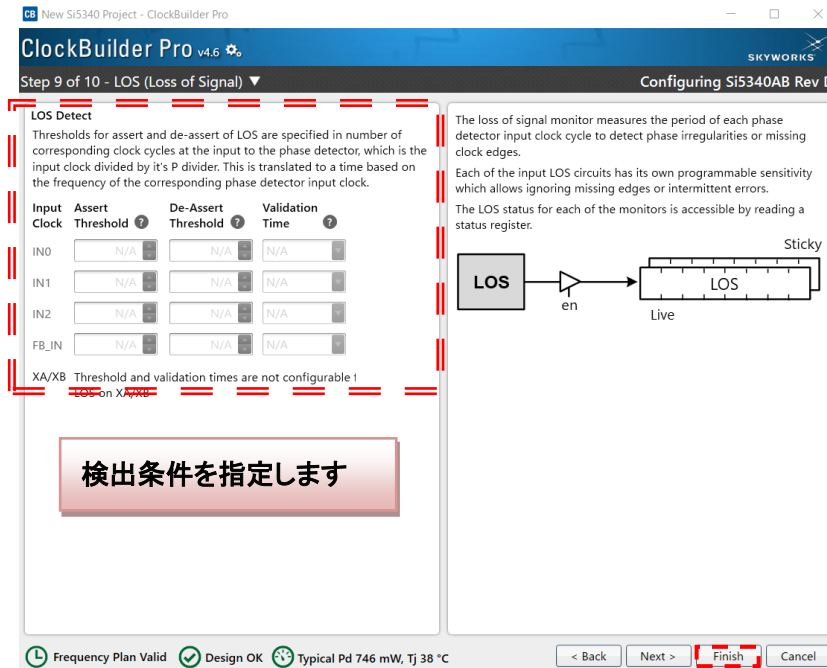 CB New Si5340 Project - ClockBuilder Pro
ClockBuilder Pro v4.6
SKYWORKS
Step 9 of 10 - LOS (Loss of Signal) ▼
Configuring Si5340AB Rev D
LOS Detect
Thresholds for assert and de-assert of LOS are specified in number of
corresponding clock cycles at the input to the phase detector, which is the
input clock divided by it's P divider. This is translated to a time based on
the frequency of the corresponding phase detector input clock.
Input Assert De-Assert Validation
Clock Threshold ? Threshold ? Time ?
IN0 N/A N/A N/A
IN1 N/A N/A N/A
IN2 N/A N/A N/A
FB_IN N/A N/A N/A
XA/XB Threshold and validation times are not configurable f
LOS on XA/XB
検出条件を指定します
The loss of signal monitor measures the period of each phase
detector input clock cycle to detect phase irregularities or missing
clock edges.
Each of the input LOS circuits has its own programmable sensitivity
which allows ignoring missing edges or intermittent errors.
The LOS status for each of the monitors is accessible by reading a
status register.
Sticky
LOS
en
LOS
Live
Frequency Plan Valid Design OK Typical Pd 746 mW, Tj 38 °C
< Back Next > Finish Cancel